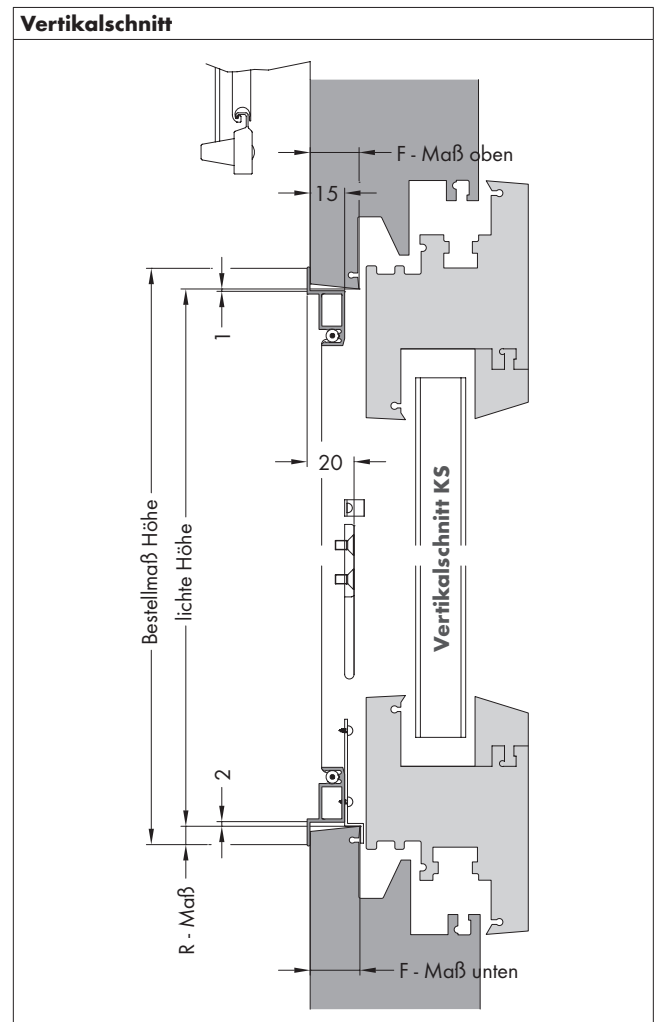 Vertikalschnitt
F - Maß oben
15
1
20
Bestellmaß Höhe
lichte Höhe
Vertikalschnitt KS
2
R - Maß
F - Maß unten